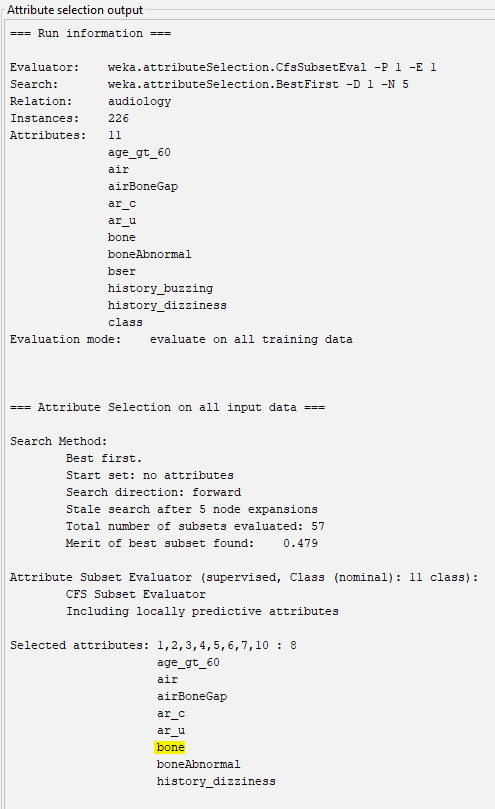 Attribute selection output
=== Run information ===
Evaluator: weka.attributeSelection.CfsSubsetEval -P 1 -E 1
Search: weka.attributeSelection.BestFirst -D 1 -N 5
Relation: audiology
Instances: 226
Attributes: 11
age_gt_60
air
airBoneGap
ar_c
ar_u
bone
boneAbnormal
bser
history_buzzing
history_dizziness
class
Evaluation mode: evaluate on all training data
=== Attribute Selection on all input data ===
Search Method:
Best first.
Start set: no attributes
Search direction: forward
Stale search after 5 node expansions
Total number of subsets evaluated: 57
Merit of best subset found: 0.479
Attribute Subset Evaluator (supervised, Class (nominal): 11 class):
CFS Subset Evaluator
Including locally predictive attributes
Selected attributes: 1,2,3,4,5,6,7,10 : 8
age_gt_60
air
airBoneGap
ar_c
ar_u
bone
boneAbnormal
history_dizziness